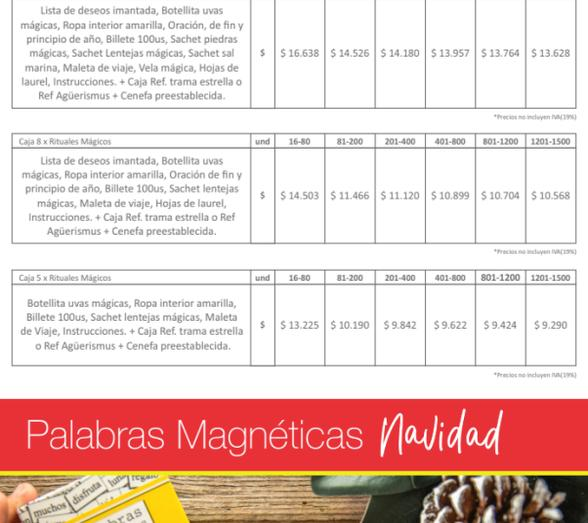 Lista de deseos imantada, Botellita uvas
mágicas, Ropa interior amarilla, Oración, de fin y
principio de año, Billete 100us, Sachet piedras
mágicas, Sachet Lentejas mágicas, Sachet sal
marina, Maleta de viaje, Vela mágica, Hojas de
laurel, Instrucciones. + Caja Ref. trama estrella o
Ref Agüerismus + Cenefa preestablecida.
$ $ 16.638 $ 14.526 $ 14.180 $ 13.957 $ 13.764 $ 13.628
*Precios no incluyen IVA(19%)
Caja 8 x Rituales Mágicos und 16-80 81-200 201-400 401-800 801-1200 1201-1500
Lista de deseos imantada, Botellita uvas
mágicas, Ropa interior amarilla, Oración de fin y
principio de año, Billete 100us, Sachet lentejas
mágicas, Maleta de viaje, Hojas de laurel,
Instrucciones. + Caja Ref. trama estrella o Ref
Agüerismus + Cenefa preestablecida.
$ $ 14.503 $ 11.466 $ 11.120 $ 10.899 $ 10.704 $ 10.568
*Precios no incluyen IVA(19%)
Caja 5 x Rituales Mágicos und 16-80 81-200 201-400 401-800 801-1200 1201-1500
Botellita uvas mágicas, Ropa interior amarilla,
Billete 100us, Sachet lentejas mágicas, Maleta
de Viaje, Instrucciones. + Caja Ref. trama estrella
o Ref Agüerismus + Cenefa preestablecida.
$ $ 13.225 $ 10.190 $ 9.842 $ 9.622 $ 9.424 $ 9.290
*Precios no incluyen IVA(19%)
Palabras Magnéticas Navidad
muchos disfruta regalo